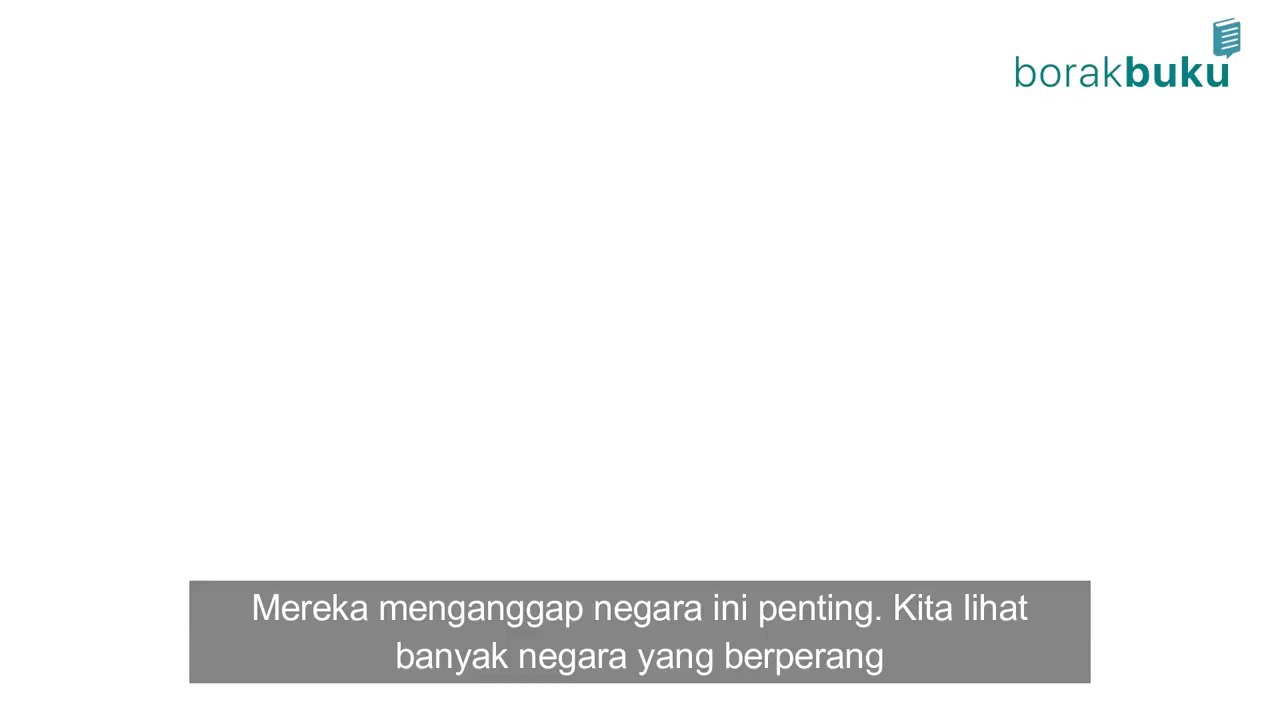 borakbuku
Mereka menganggap negara ini penting. Kita lihat
banyak negara yang berperang